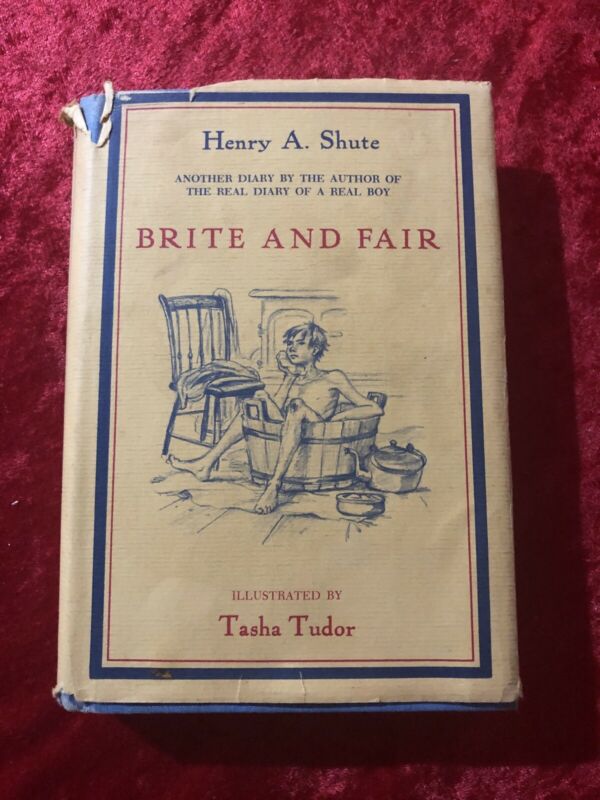 Henry A. Shute
ANOTHER DIARY BY THE AUTHOR OF
THE REAL DIARY OF A REAL BOY
BRITE AND FAIR
ILLUSTRATED BY
Tasha Tudor